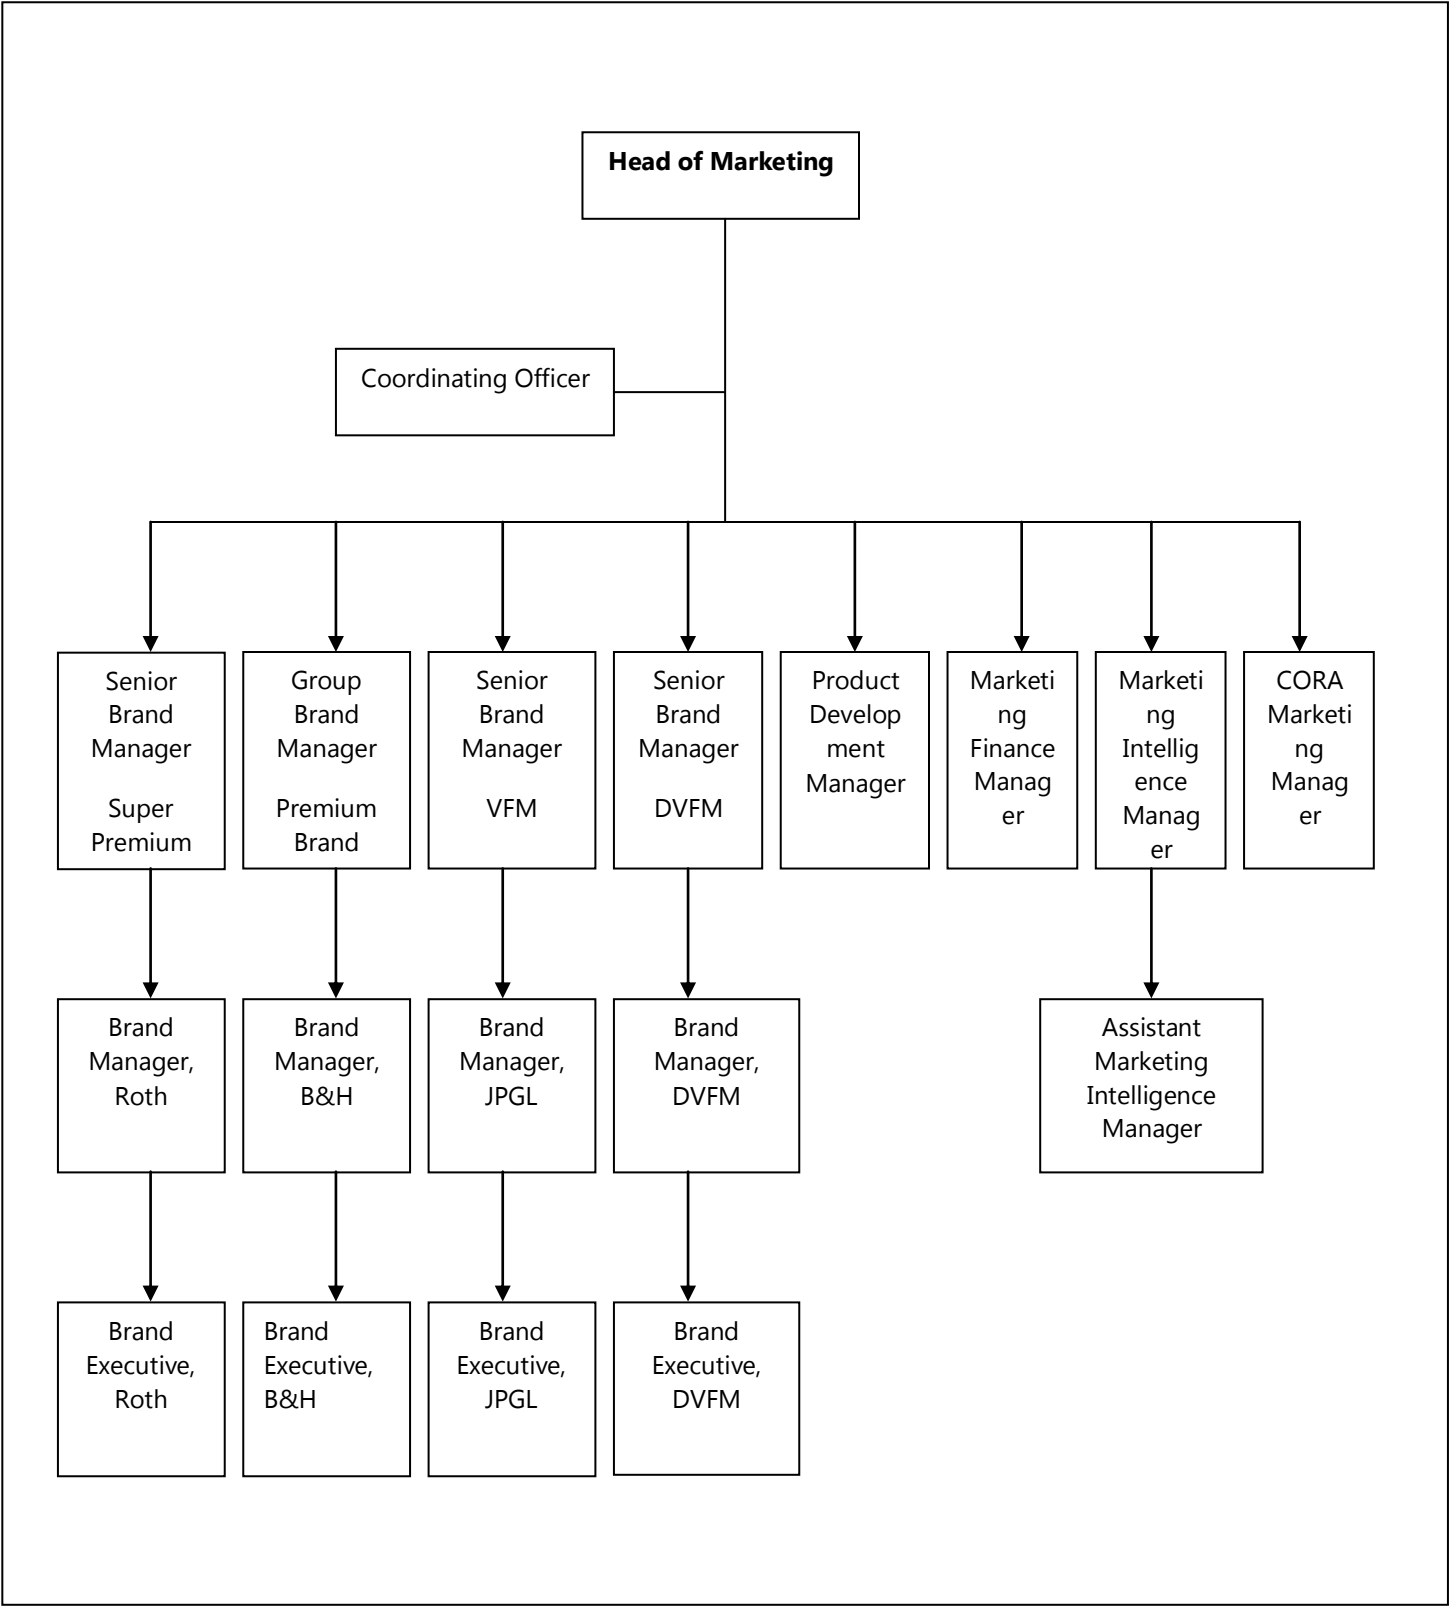 Head of Marketing
Coordinating Officer
Senior
Brand
Manager
Super
Premium
Group
Brand
Manager
Premium
Brand
Senior
Brand
Manager
VFM
Senior
Brand
Manager
DVFM
Product
Develop
ment
Manager
Marketi
ng
Finance
Manag
er
Marketi
ng
Intellig
ence
Manag
er
CORA
Marketi
ng
Manag
er
Brand
Manager,
Roth
Brand
Manager,
B&H
Brand
Manager,
JPGL
Brand
Manager,
DVFM
Assistant
Marketing
Intelligence
Manager
Brand
Executive,
Roth
Brand
Executive,
B&H
Brand
Executive,
JPGL
Brand
Executive,
DVFM